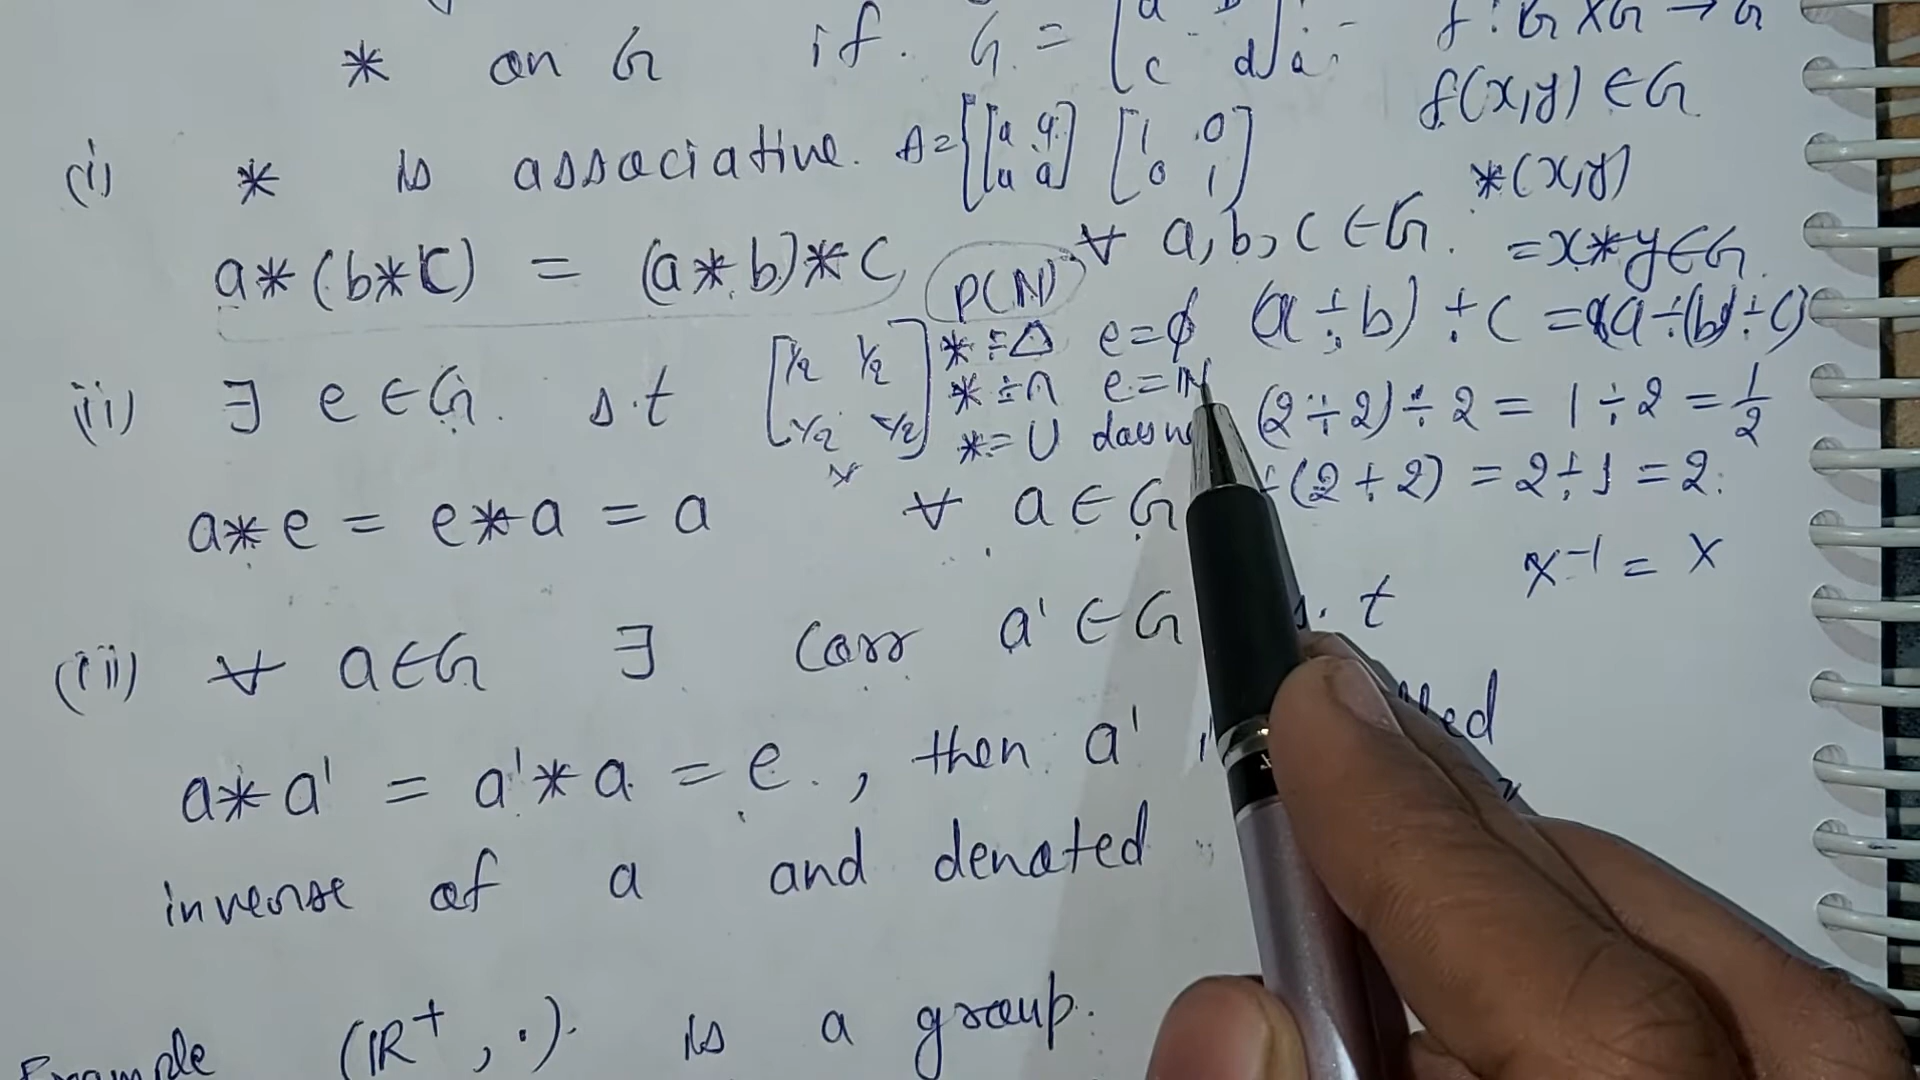 * on G if. G = [a b c d] a.
f : G X G → G
f(x,y) ∈ G
(i) * is associative. A = {[a a a a] [1 0 0 1]
*(x,y)
= x*y ∈ G.
a*(b*c) = (a*b)*c, ∀ a, b, c ∈ G.
P(N)
* = Δ e = ϕ
* = ∩ e = N
* = U
(a ÷ b) ÷ c = a ÷ (b ÷ c)
(2 ÷ 2) ÷ 2 = 1 ÷ 2 = 1/2
÷ (2 ÷ 2) = 2 ÷ 1 = 2.
x⁻¹ = x
(ii) ∃ e ∈ G. s.t [1/2 1/2 1/2 1/2]
a*e = e*a = a ∀ a ∈ G
(iii) ∀ a ∈ G ∃ corr a' ∈ G s.t
a*a' = a'*a = e., then a'
inverse of a and denoted
Example (R⁺, .). is a group.